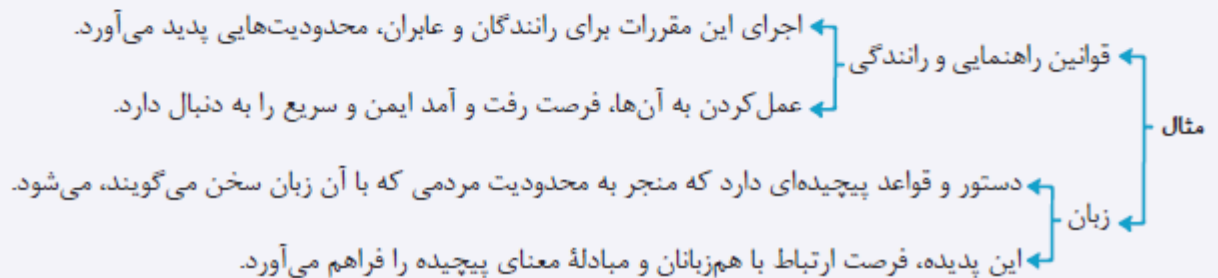 مثال
قوانین راهنمایی و رانندگی
اجرای این مقررات برای رانندگان و عابران، محدودیت‌هایی پدید می‌آورد.
عمل‌کردن به آن‌ها، فرصت رفت و آمد ایمن و سریع را به دنبال دارد.
زبان
دستور و قواعد پیچیده‌ای دارد که منجر به محدودیت مردمی که با آن زبان سخن می‌گویند، می‌شود.
این پدیده، فرصت ارتباط با هم‌زبانان و مبادلۀ معنای پیچیده را فراهم می‌آورد.